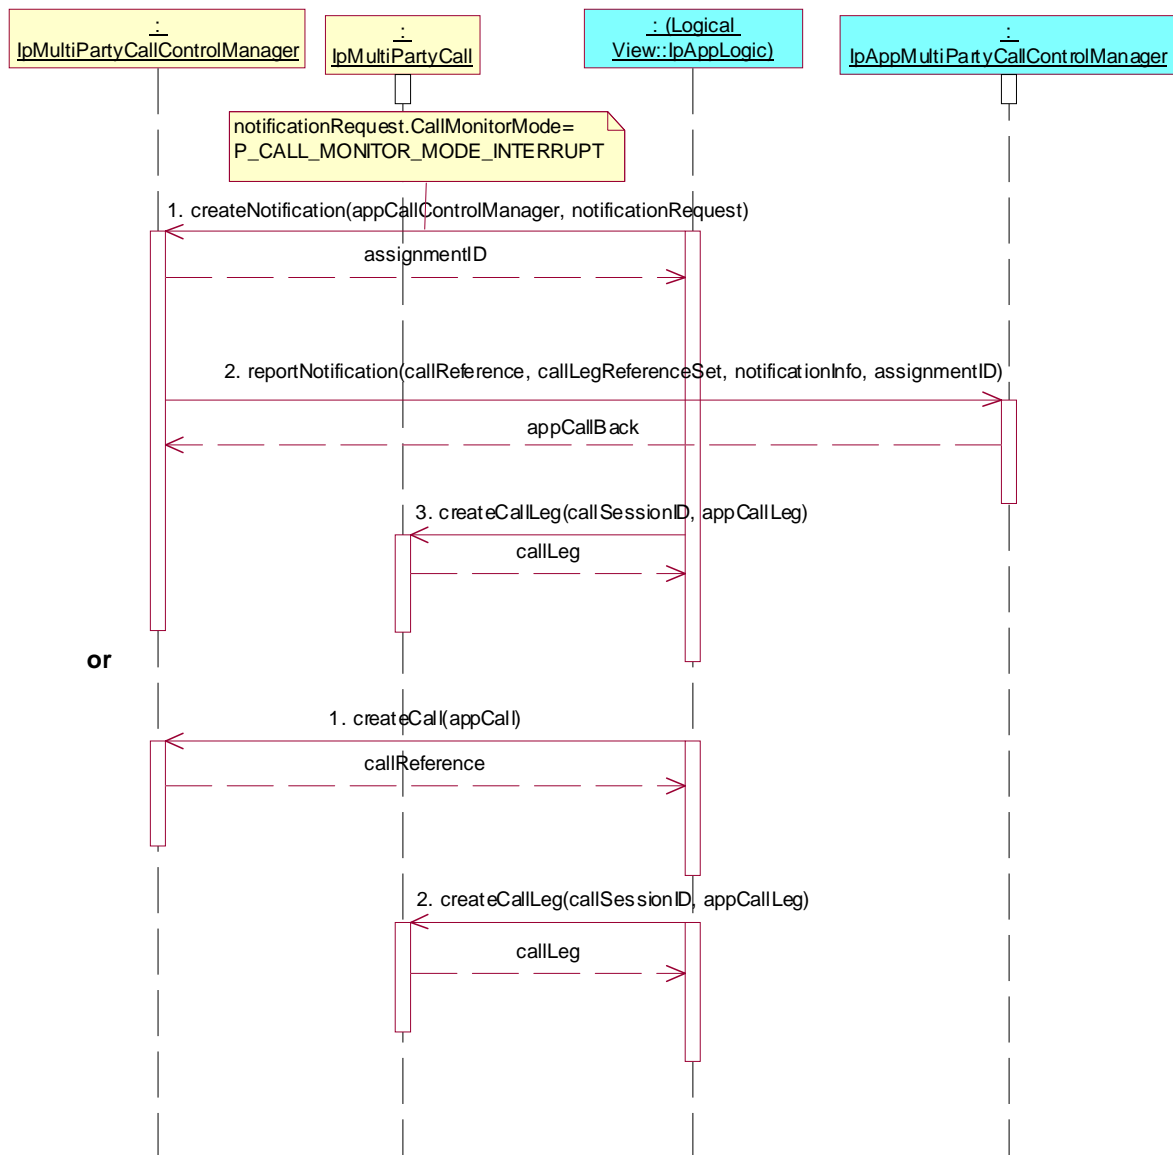 :
IpMultiPartyCallControlManager
:
IpMultiPartyCall
: (Logical
View::IpAppLogic)
:
IpAppMultiPartyCallControlManager
notificationRequest.CallMonitorMode=
P_CALL_MONITOR_MODE_INTERRUPT
1. createNotification(appCallControlManager, notificationRequest)
assignmentID
2. reportNotification(callReference, callLegReferenceSet, notificationInfo, assignmentID)
appCallBack
3. createCallLeg(callSessionID, appCallLeg)
callLeg
or
1. createCall(appCall)
callReference
2. createCallLeg(callSessionID, appCallLeg)
callLeg